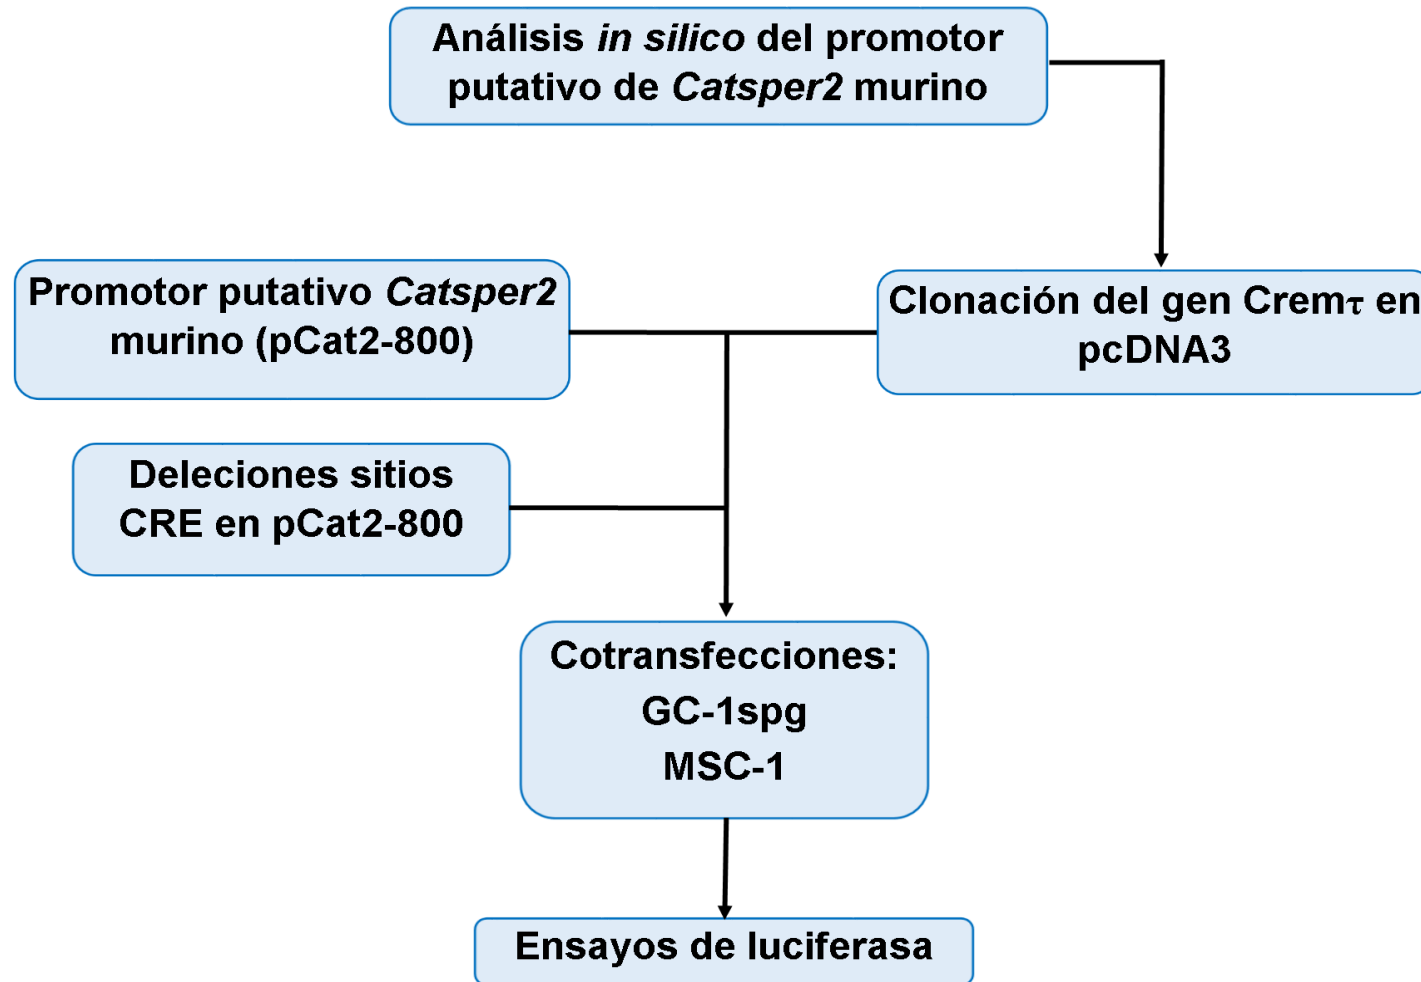 Análisis in silico del promotor
putativo de Catsper2 murino
Promotor putativo Catsper2
murino (pCat2-800)
Clonación del gen Cremτ en
pcDNA3
Deleciones sitios
CRE en pCat2-800
Cotransfecciones:
GC-1spg
MSC-1
Ensayos de luciferasa